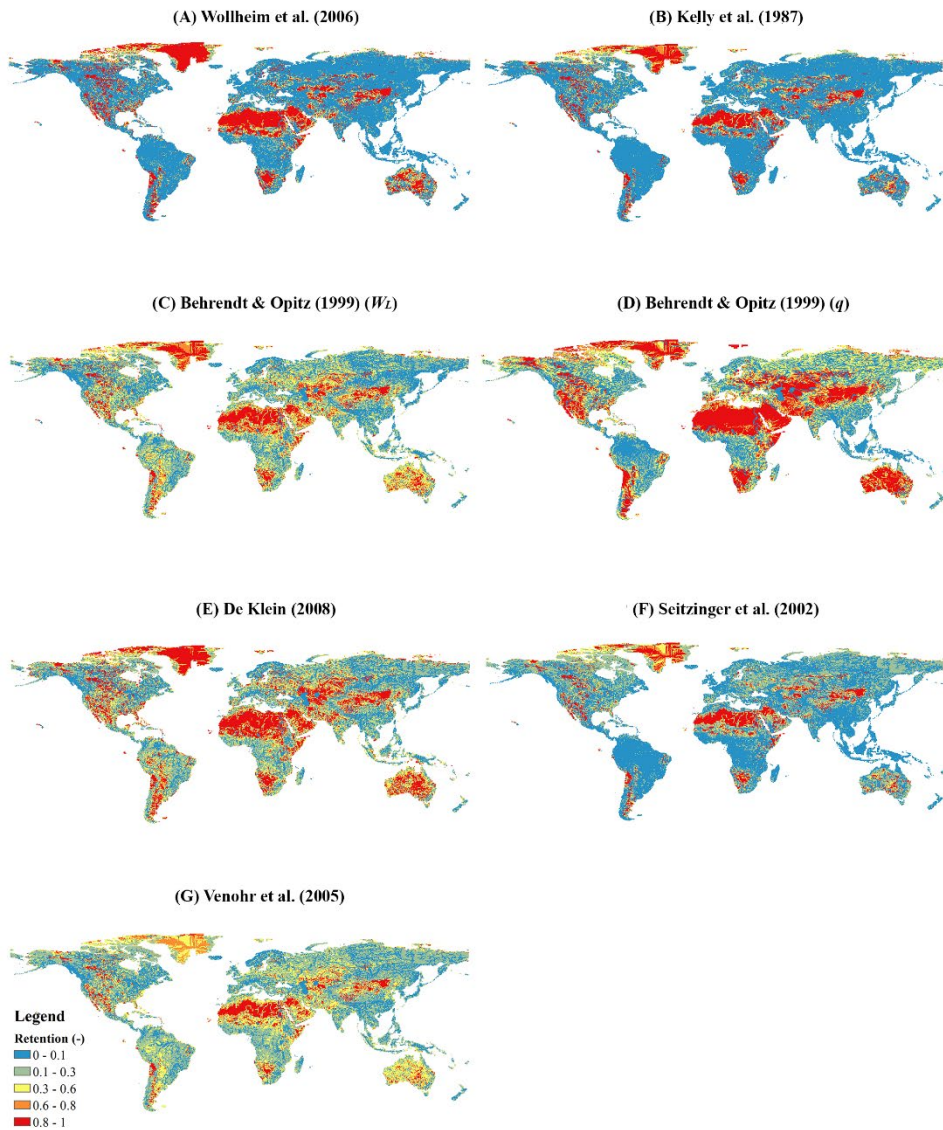 (A) Wollheim et al. (2006)
(B) Kelly et al. (1987)
(C) Behrendt & Opitz (1999) (WL)
(D) Behrendt & Opitz (1999) (q)
(E) De Klein (2008)
(F) Seitzinger et al. (2002)
(G) Venohr et al. (2005)
Legend
Retention (-)
0 - 0.1
0.1 - 0.3
0.3 - 0.6
0.6 - 0.8
0.8 - 1